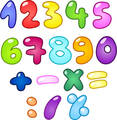 12345
67890
+ - × =
: / %